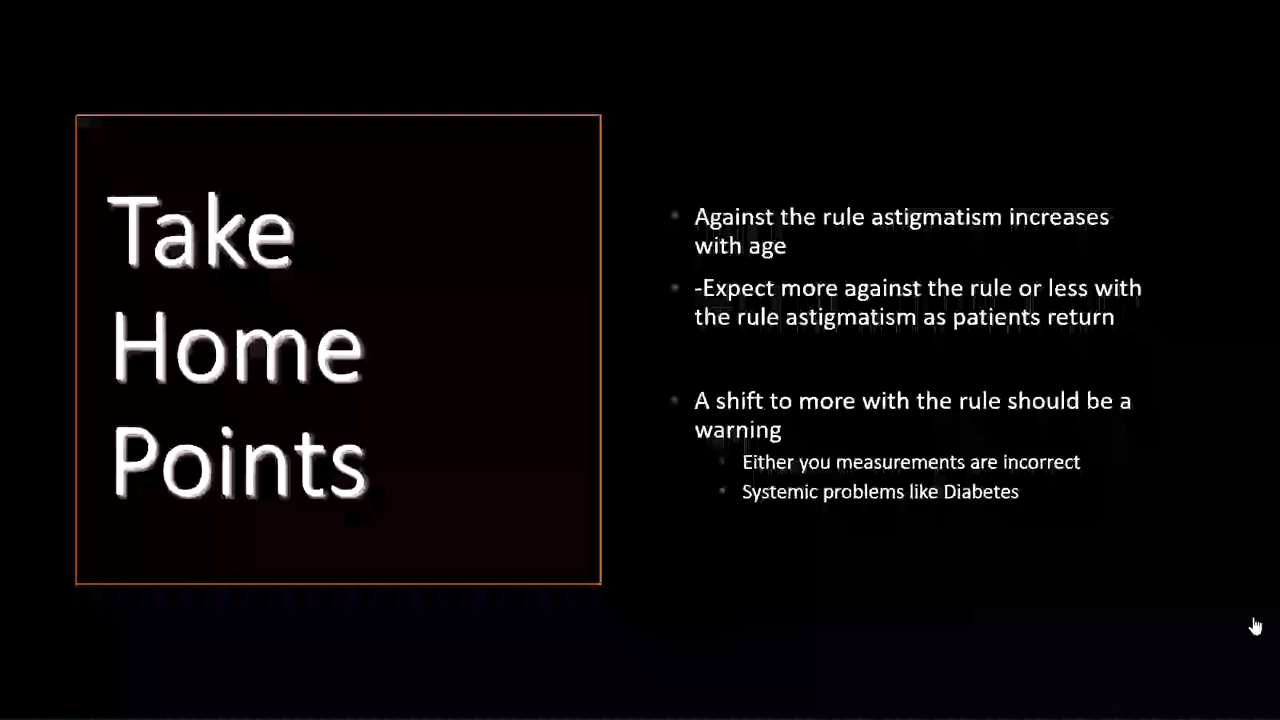 Take
Home
Points
Against the rule astigmatism increases
with age
-Expect more against the rule or less with
the rule astigmatism as patients return
A shift to more with the rule should be a
warning
Either you measurements are incorrect
Systemic problems like Diabetes